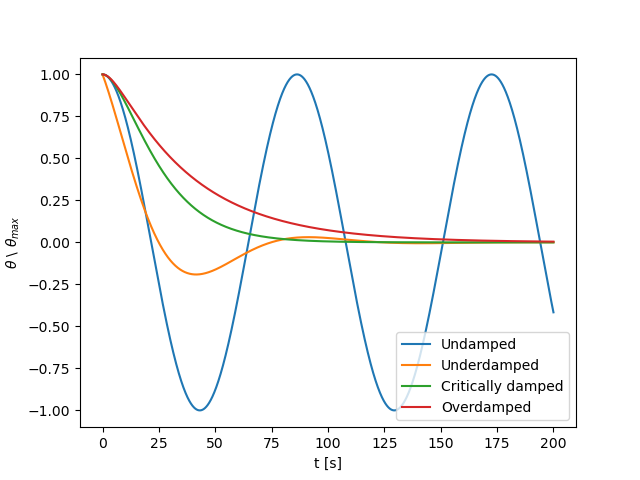 1.00
0.75
0.50
0.25
0.00
−0.25
−0.50
−0.75
−1.00
θ \ θmax
0 25 50 75 100 125 150 175 200
t [s]
Undamped
Underdamped
Critically damped
Overdamped